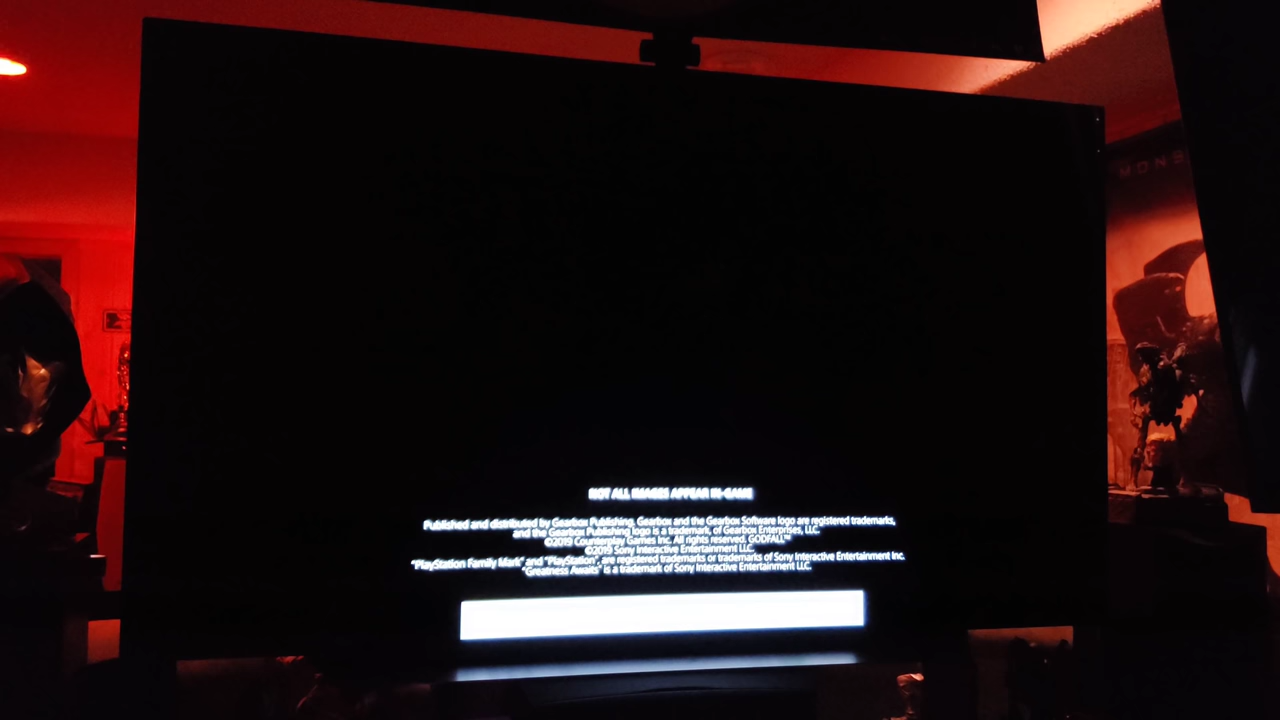 MONS
NOT ALL IMAGES APPEAR IN-GAME
Published and distributed by Gearbox Publishing. Gearbox and the Gearbox Software logo are registered trademarks,
and the Gearbox Publishing logo is a trademark, of Gearbox Enterprises, LLC.
©2019 Counterplay Games Inc. All rights reserved. GODFALL™
©2019 Sony Interactive Entertainment LLC.
"PlayStation Family Mark" and "PlayStation", are registered trademarks or trademarks of Sony Interactive Entertainment Inc.
"Greatness Awaits" is a trademark of Sony Interactive Entertainment LLC.